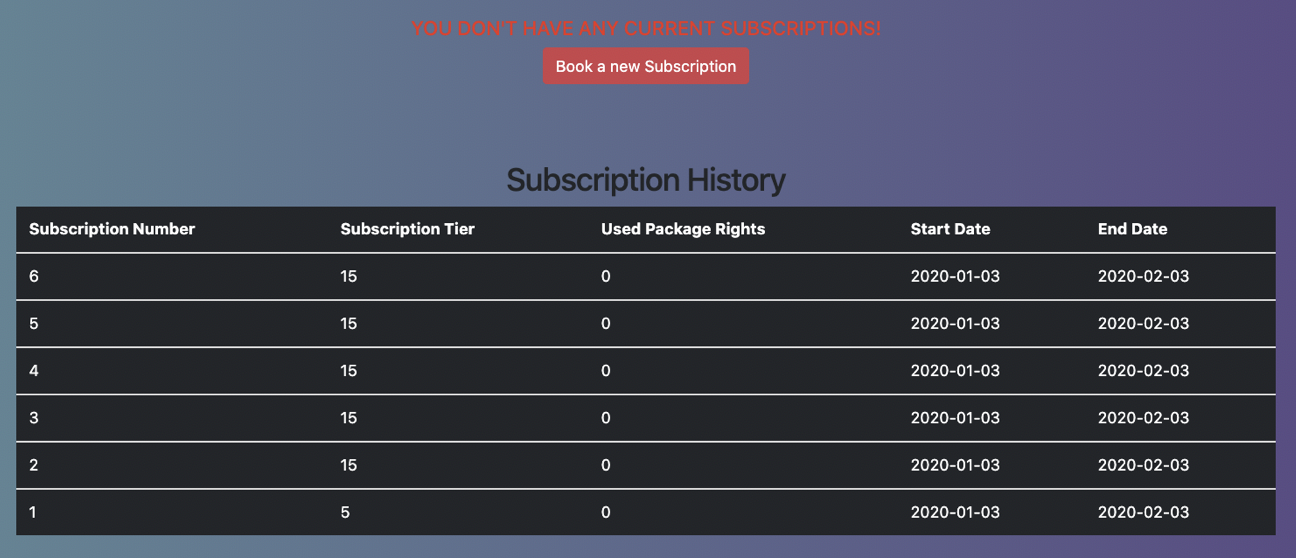 YOU DON'T HAVE ANY CURRENT SUBSCRIPTIONS!
Book a new Subscription
Subscription History
Subscription Number Subscription Tier Used Package Rights Start Date End Date
6 15 0 2020-01-03 2020-02-03
5 15 0 2020-01-03 2020-02-03
4 15 0 2020-01-03 2020-02-03
3 15 0 2020-01-03 2020-02-03
2 15 0 2020-01-03 2020-02-03
1 5 0 2020-01-03 2020-02-03